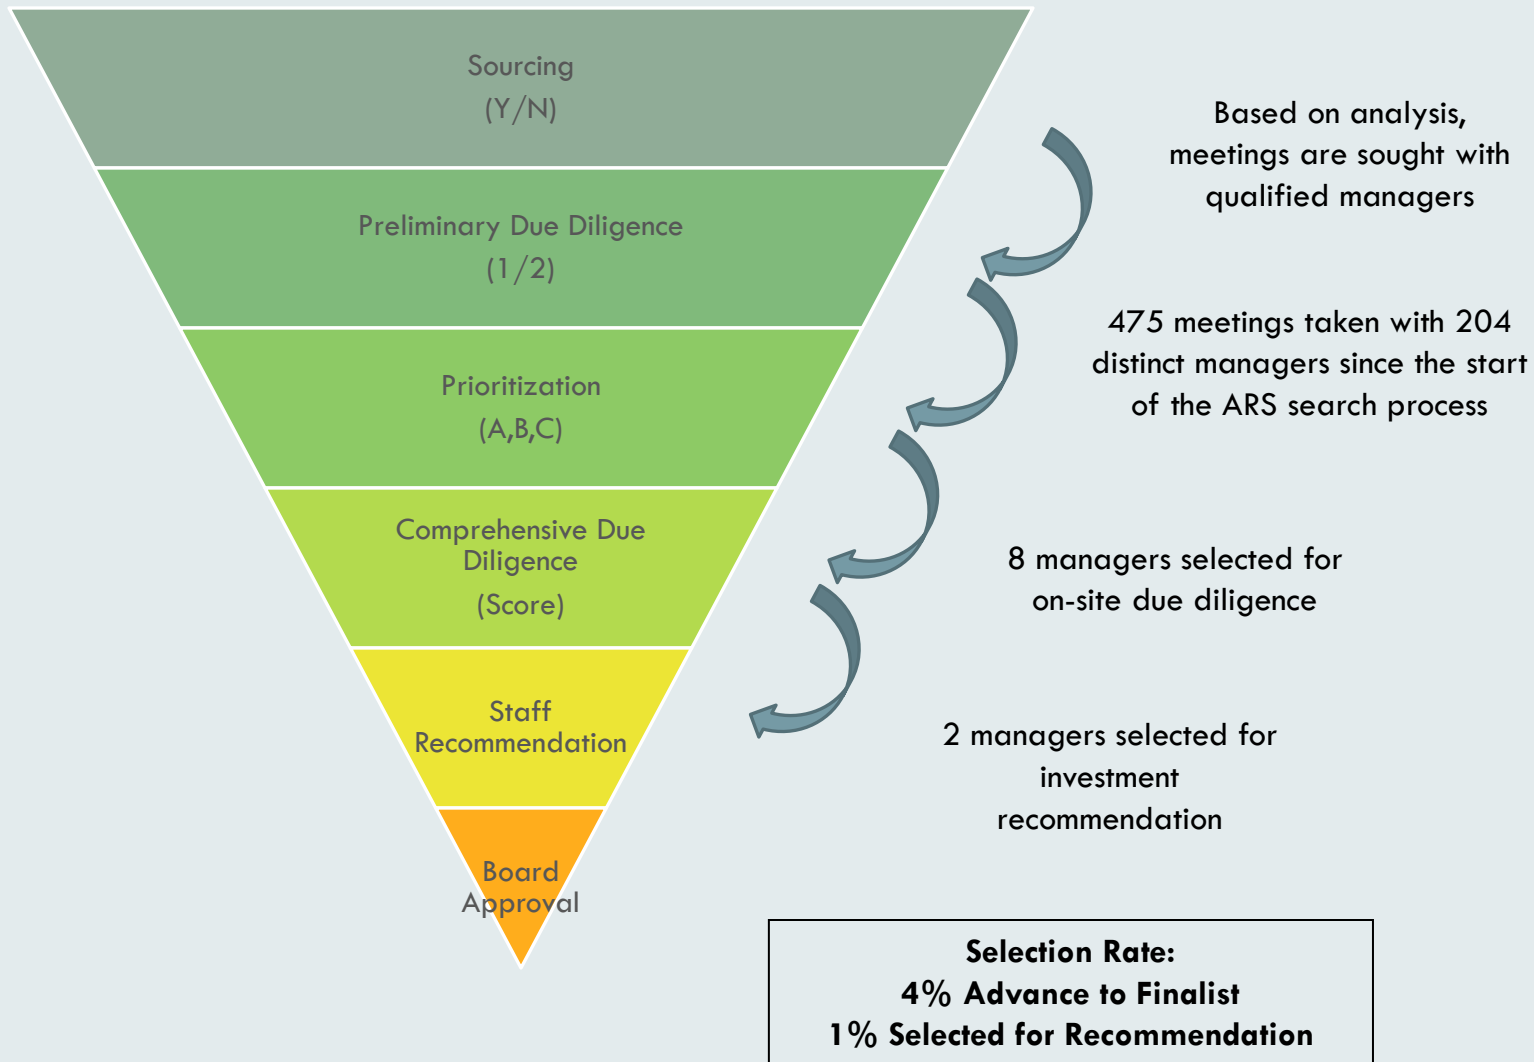 Sourcing
(Y/N)
Preliminary Due Diligence
(1/2)
Prioritization
(A,B,C)
Comprehensive Due
Diligence
(Score)
Staff
Recommendation
Board
Approval
Based on analysis,
meetings are sought with
qualified managers
475 meetings taken with 204
distinct managers since the start
of the ARS search process
8 managers selected for
on-site due diligence
2 managers selected for
investment
recommendation
Selection Rate:
4% Advance to Finalist
1% Selected for Recommendation